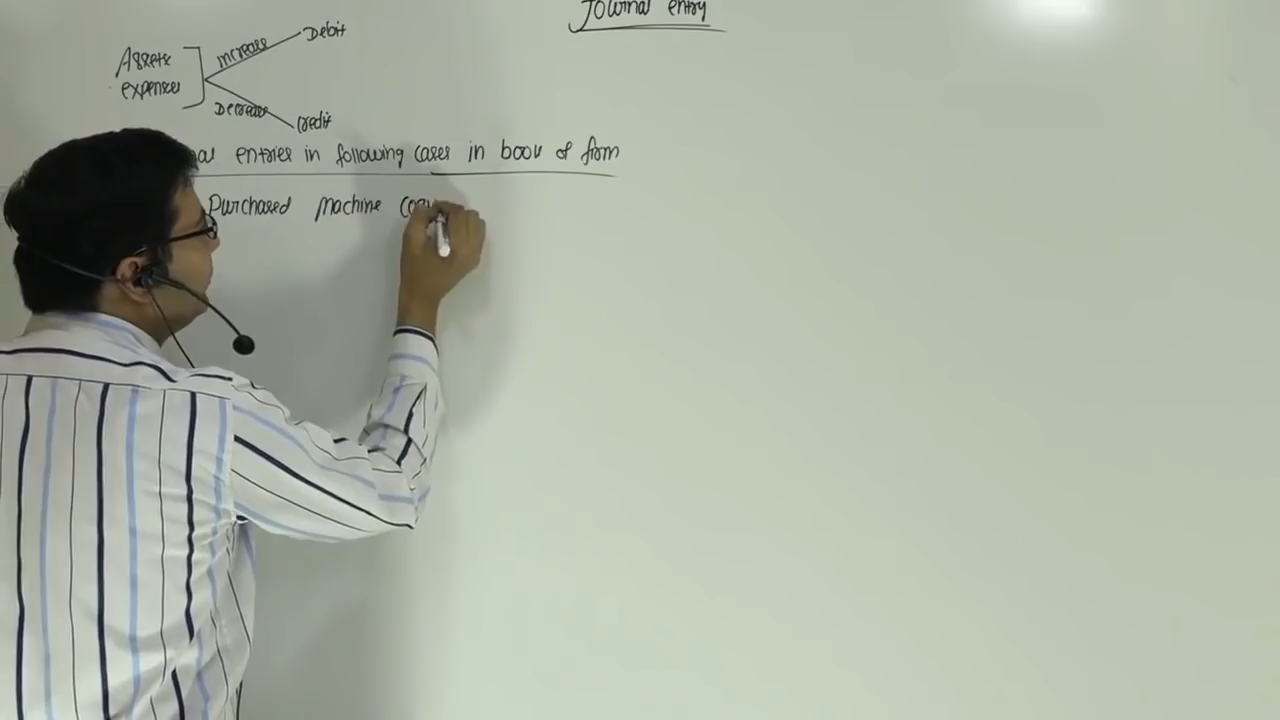 Journal entry
Debit
increase
Assets
expenses
Decrease
credit
entries in following cases in book of firm
Purchased machine